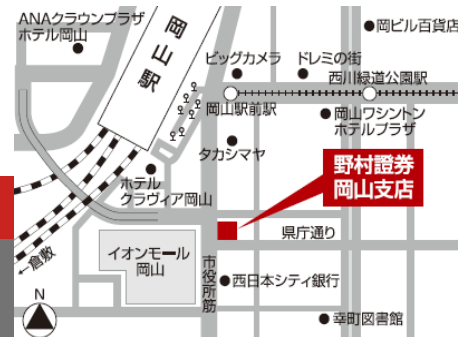 ANAクラウンプラザ
ホテル岡山
岡山駅
岡ビル百貨店
ビッグカメラ
ドレミの街
西川緑道公園駅
岡山駅前駅
岡山ワシントン
ホテルプラザ
タカシマヤ
野村證券
岡山支店
ホテル
クラヴィア岡山
県庁通り
イオンモール
岡山
←倉敷
市役所筋
西日本シティ銀行
N
幸町図書館